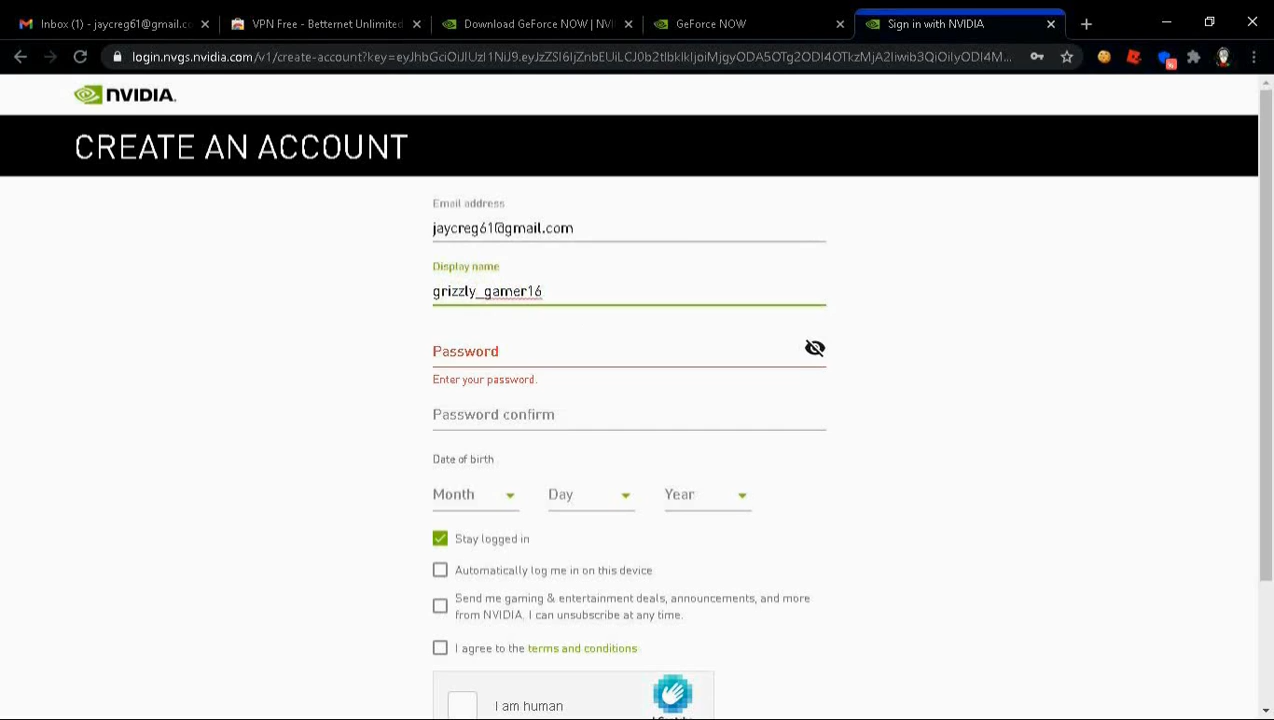 Inbox (1) - jaycreg61@gmail.co
VPN Free - Betternet Unlimited
Download GeForce NOW | NVI
GeForce NOW
Sign in with NVIDIA
NVIDIA.
CREATE AN ACCOUNT
Email address
jaycreg61@gmail.com
Display name
grizzly_gamer16
Password
Enter your password.
Password confirm
Date of birth
Month Day Year
Stay logged in
Automatically log me in on this device
Send me gaming & entertainment deals, announcements, and more
from NVIDIA. I can unsubscribe at any time.
I agree to the terms and conditions
I am human